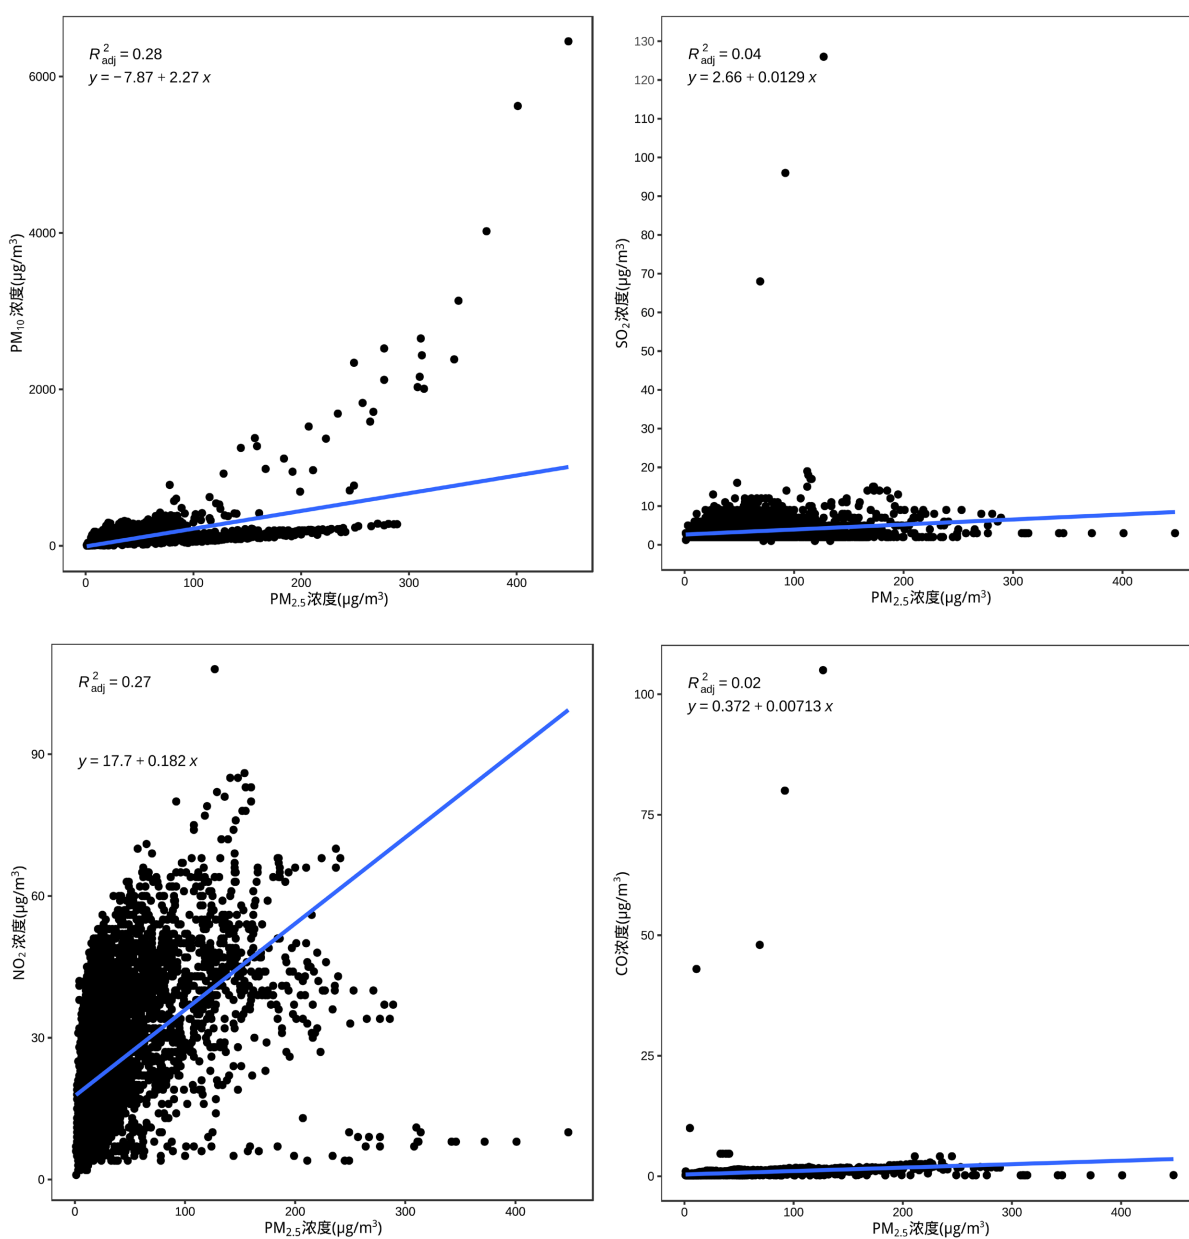 R²adj = 0.28
y = −7.87 + 2.27 x
6000
4000
2000
0
PM₁₀ 浓度(μg/m³)
0 100 200 300 400
PM₂.₅浓度(μg/m³)
R²adj = 0.04
y = 2.66 + 0.0129 x
130
120
110
100
90
80
70
60
50
40
30
20
10
0
SO₂浓度(μg/m³)
0 100 200 300 400
PM₂.₅浓度(μg/m³)
R²adj = 0.27
y = 17.7 + 0.182 x
90
60
30
0
NO₂ 浓度(μg/m³)
0 100 200 300 400
PM₂.₅浓度(μg/m³)
R²adj = 0.02
y = 0.372 + 0.00713 x
100
75
50
25
0
CO浓度(μg/m³)
0 100 200 300 400
PM₂.₅浓度(μg/m³)